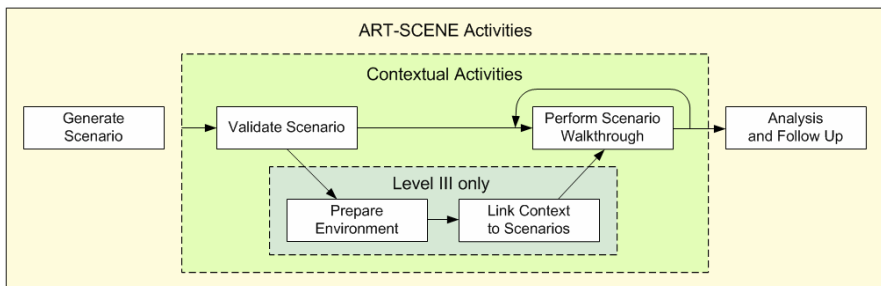 ART-SCENE Activities
Contextual Activities
Generate
Scenario
Validate Scenario
Perform Scenario
Walkthrough
Analysis
and Follow Up
Level III only
Prepare
Environment
Link Context
to Scenarios